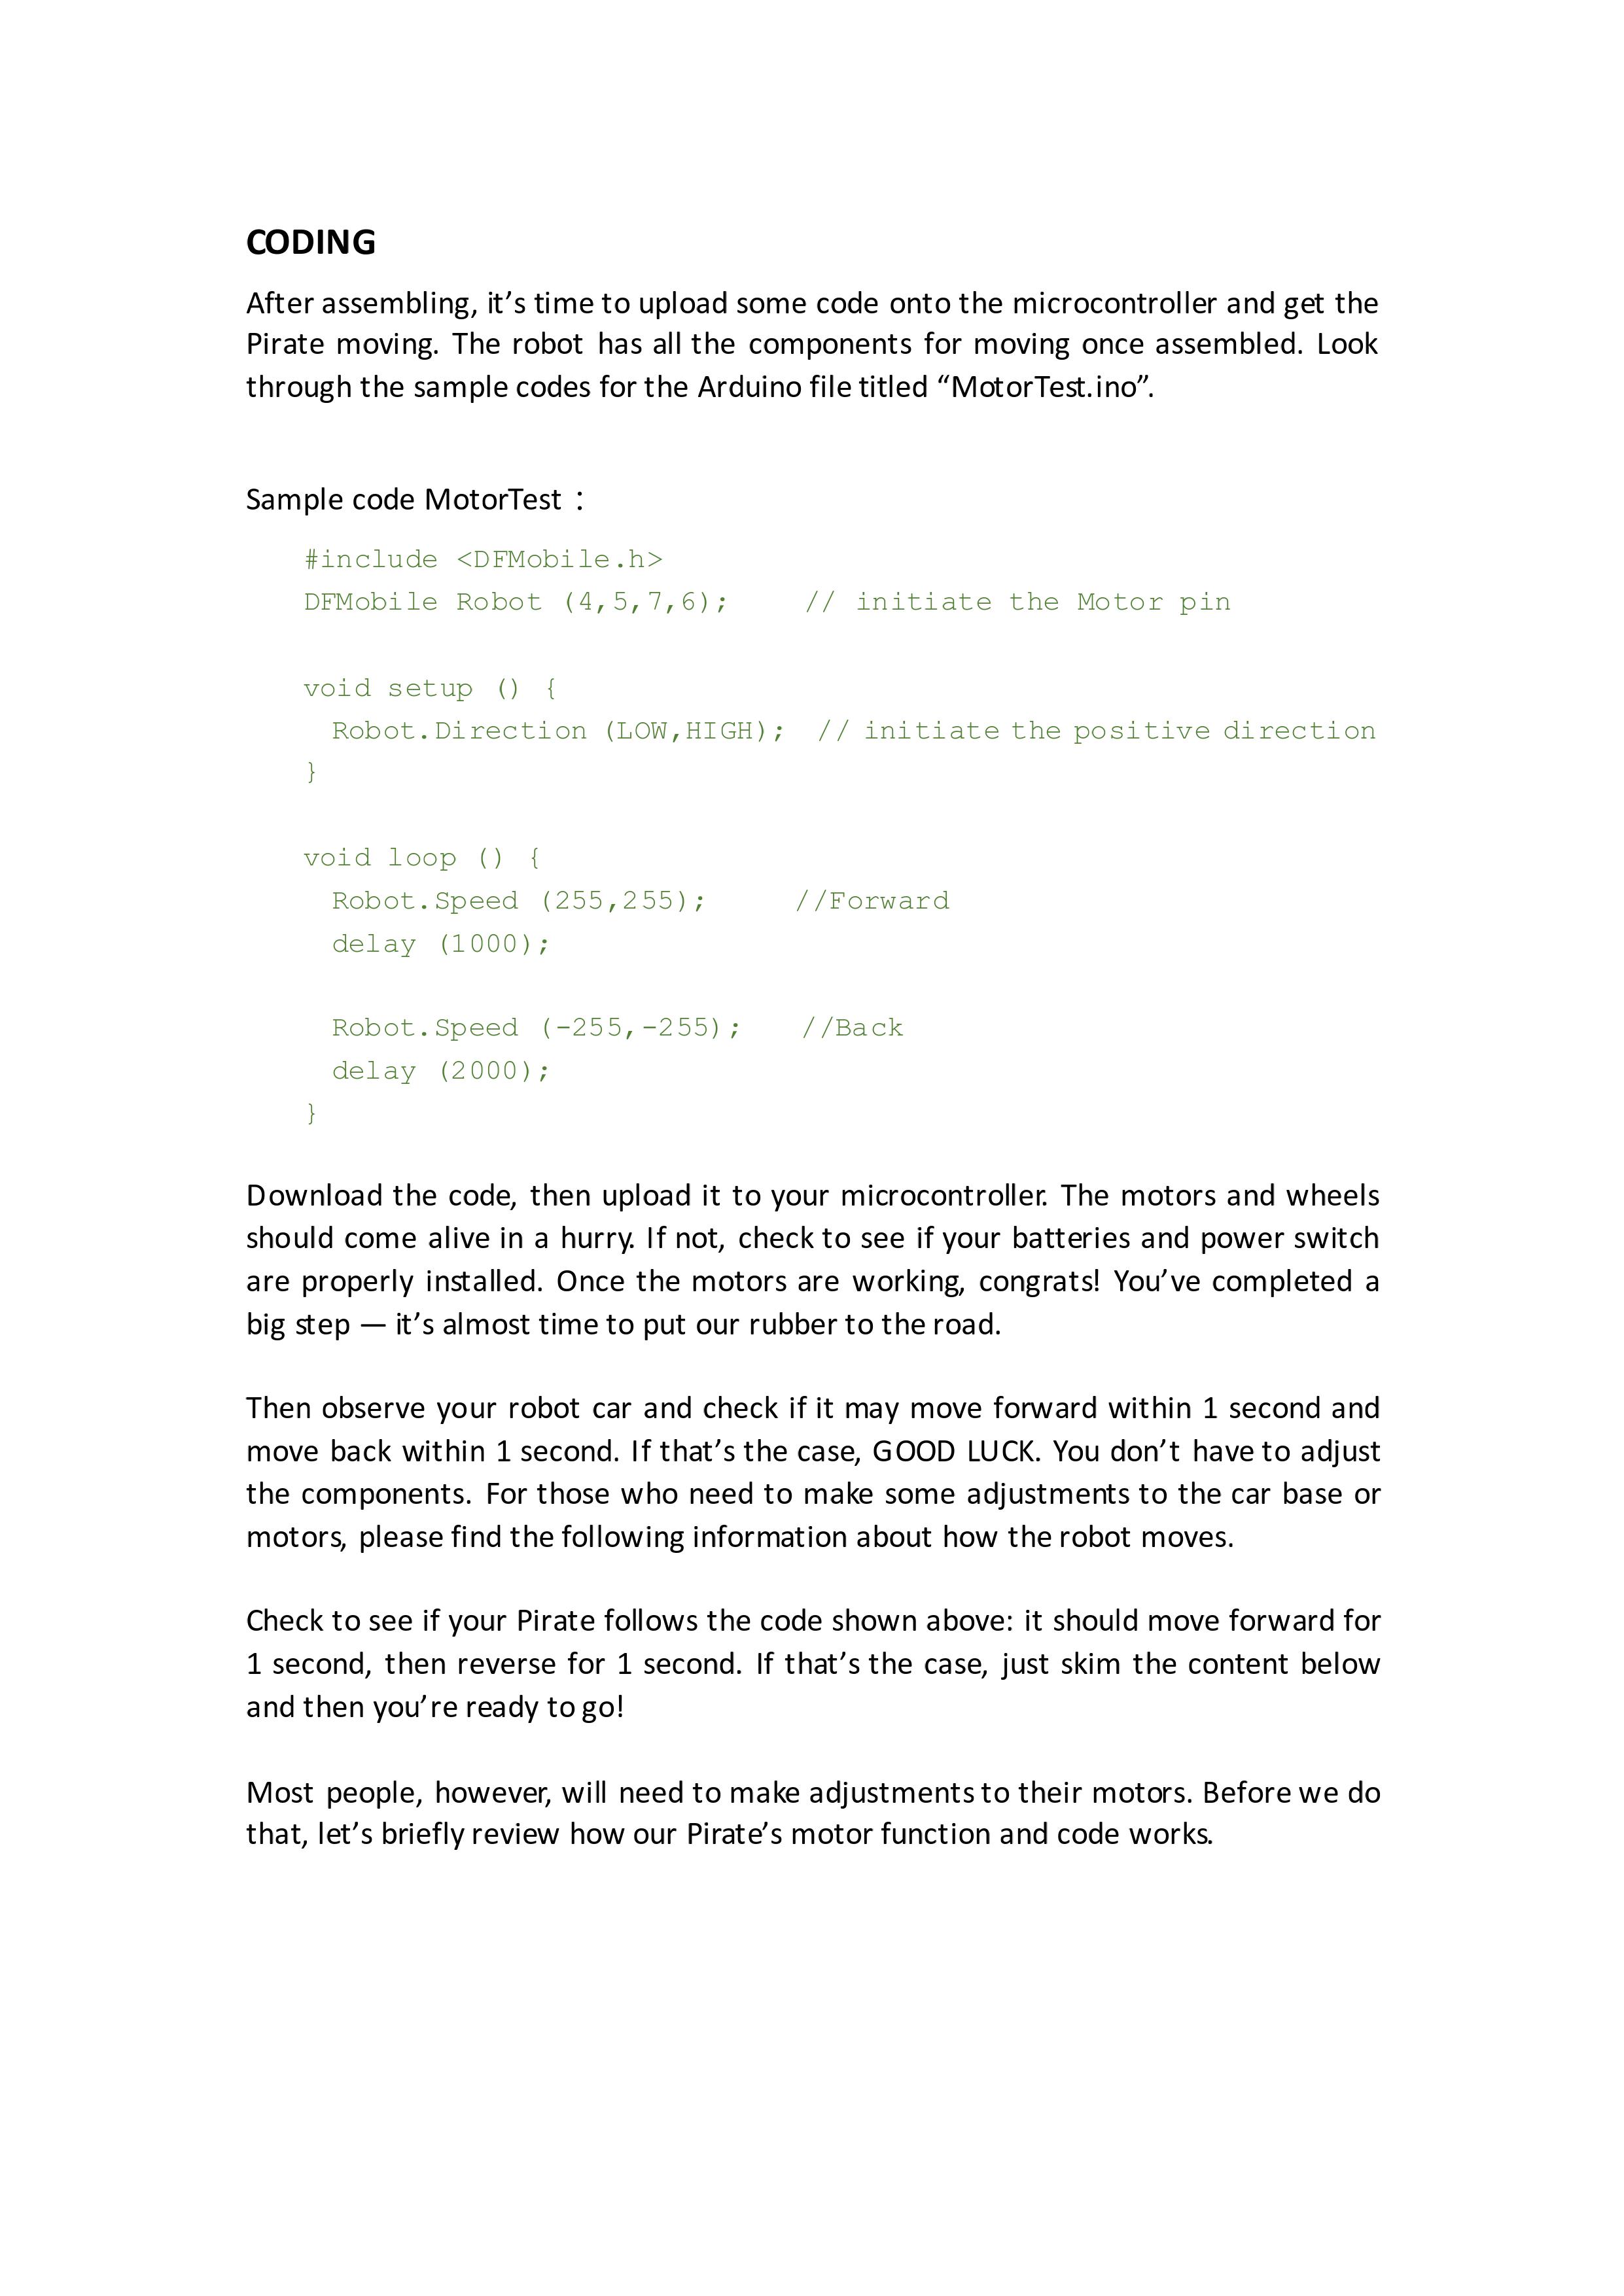 CODING
After assembling, it’s time to upload some code onto the microcontroller and get the
Pirate moving. The robot has all the components for moving once assembled. Look
through the sample codes for the Arduino file titled “MotorTest.ino”.
Sample code MotorTest：
#include <DFMobile.h>
DFMobile Robot (4,5,7,6);     // initiate the Motor pin
void setup () {
Robot.Direction (LOW,HIGH);  // initiate the positive direction
}
void loop () {
Robot.Speed (255,255);     //Forward
delay (1000);
Robot.Speed (-255,-255);    //Back
delay (2000);
}
Download the code, then upload it to your microcontroller. The motors and wheels
should come alive in a hurry. If not, check to see if your batteries and power switch
are properly installed. Once the motors are working, congrats! You’ve completed a
big step — it’s almost time to put our rubber to the road.
Then observe your robot car and check if it may move forward within 1 second and
move back within 1 second. If that’s the case, GOOD LUCK. You don’t have to adjust
the components. For those who need to make some adjustments to the car base or
motors, please find the following information about how the robot moves.
Check to see if your Pirate follows the code shown above: it should move forward for
1 second, then reverse for 1 second. If that’s the case, just skim the content below
and then you’re ready to go!
Most people, however, will need to make adjustments to their motors. Before we do
that, let’s briefly review how our Pirate’s motor function and code works.